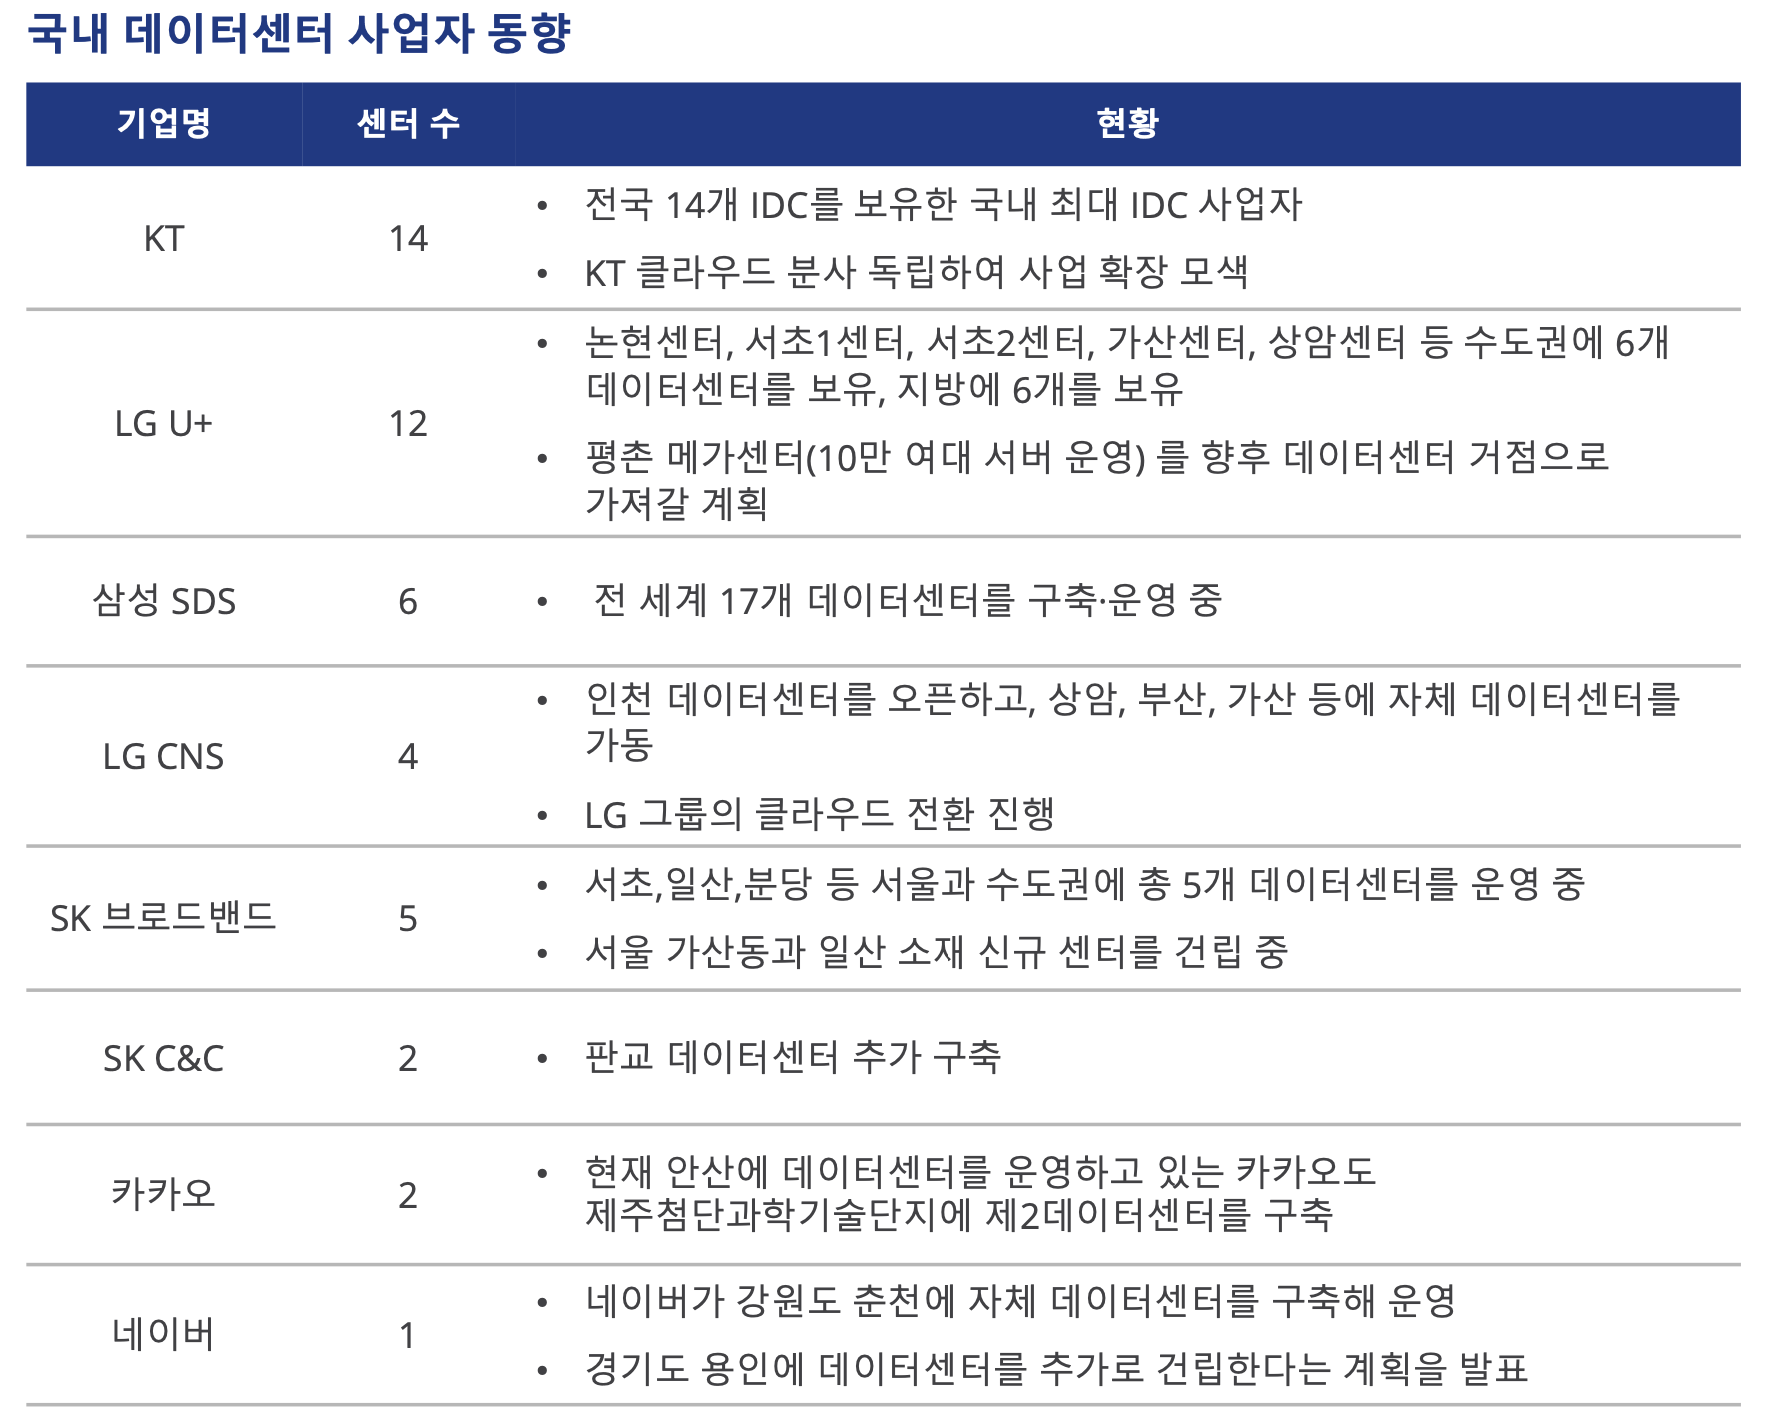 국내 데이터센터 사업자 동향
기업명 센터 수 현황
KT 14
• 전국 14개 IDC를 보유한 국내 최대 IDC 사업자
• KT 클라우드 분사 독립하여 사업 확장 모색
LG U+ 12
• 논현센터, 서초1센터, 서초2센터, 가산센터, 상암센터 등 수도권에 6개
데이터센터를 보유, 지방에 6개를 보유
• 평촌 메가센터(10만 여대 서버 운영) 를 향후 데이터센터 거점으로
가져갈 계획
삼성 SDS 6
• 전 세계 17개 데이터센터를 구축·운영 중
LG CNS 4
• 인천 데이터센터를 오픈하고, 상암, 부산, 가산 등에 자체 데이터센터를
가동
• LG 그룹의 클라우드 전환 진행
SK 브로드밴드 5
• 서초,일산,분당 등 서울과 수도권에 총 5개 데이터센터를 운영 중
• 서울 가산동과 일산 소재 신규 센터를 건립 중
SK C&C 2
• 판교 데이터센터 추가 구축
카카오 2
• 현재 안산에 데이터센터를 운영하고 있는 카카오도
제주첨단과학기술단지에 제2데이터센터를 구축
네이버 1
• 네이버가 강원도 춘천에 자체 데이터센터를 구축해 운영
• 경기도 용인에 데이터센터를 추가로 건립한다는 계획을 발표